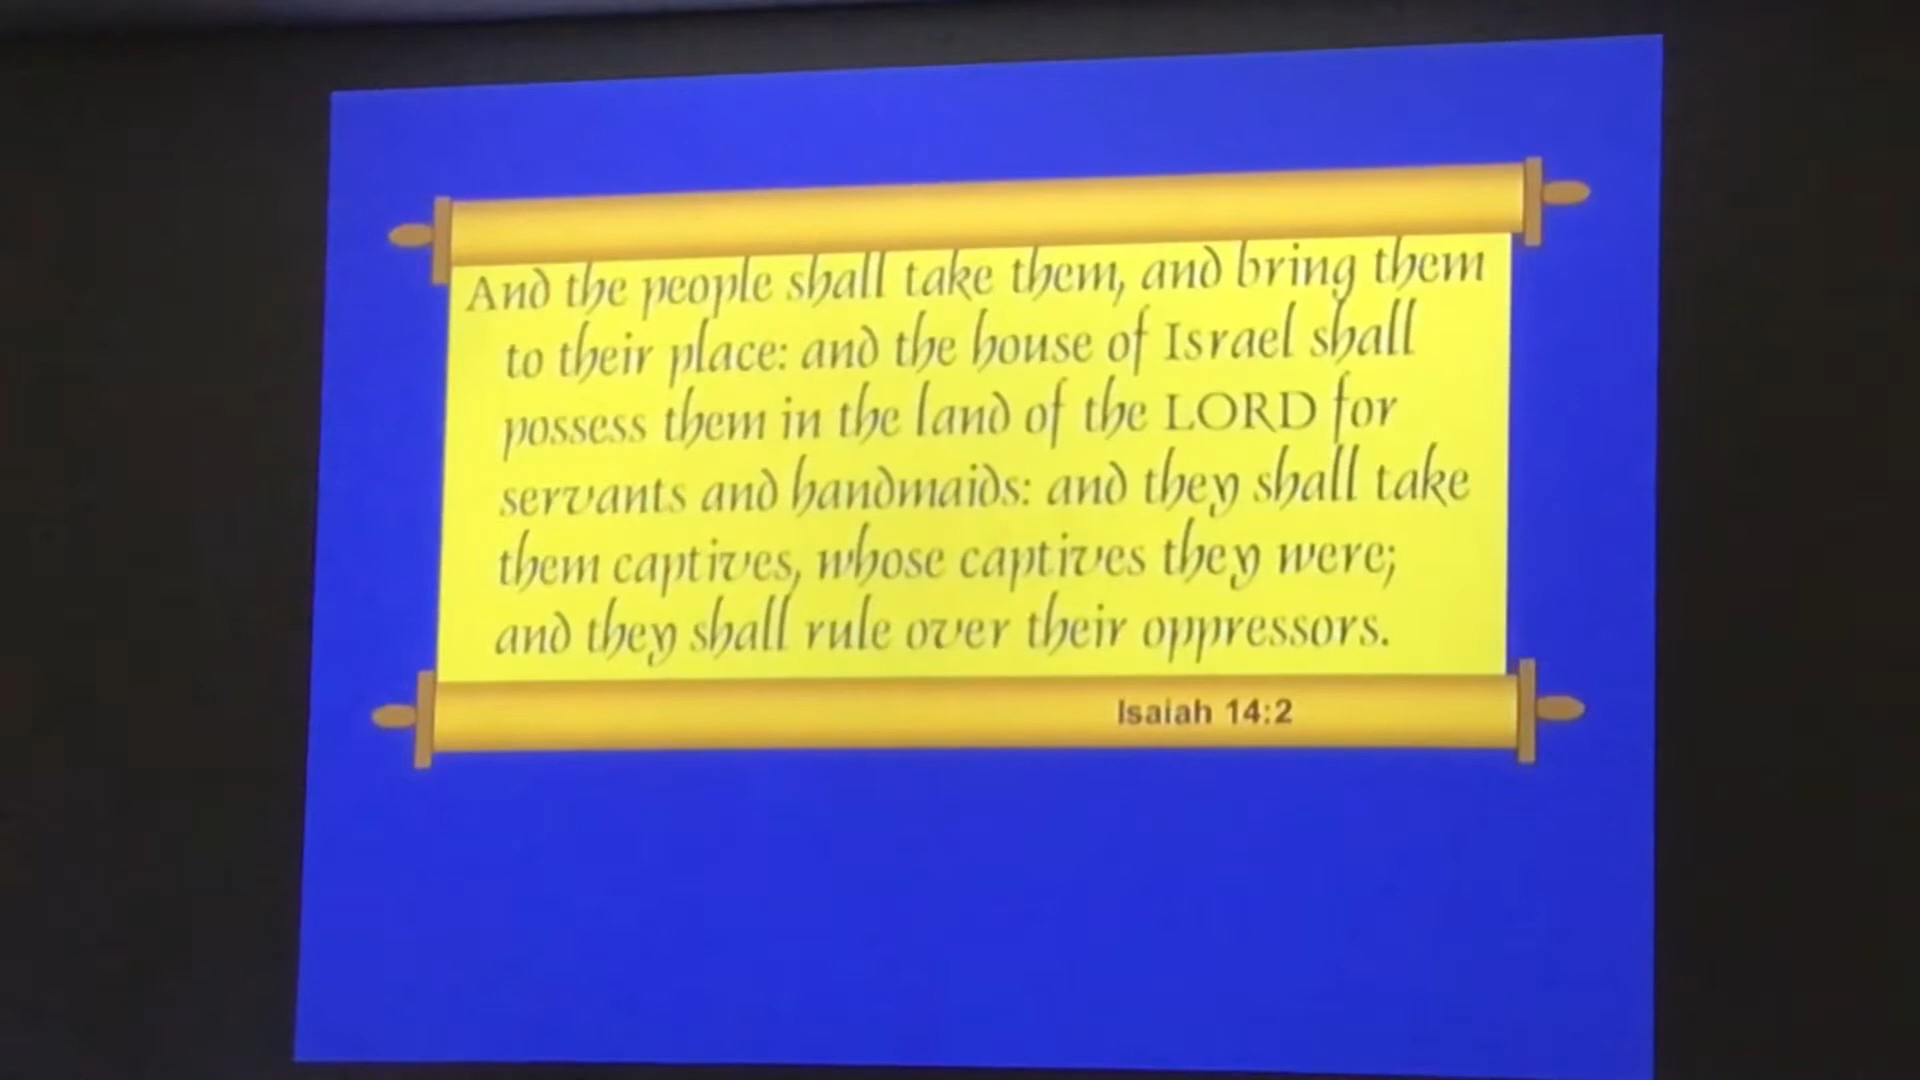 And the people shall take them, and bring them
to their place: and the house of Israel shall
possess them in the land of the LORD for
servants and handmaids: and they shall take
them captives, whose captives they were;
and they shall rule over their oppressors.
Isaiah 14:2